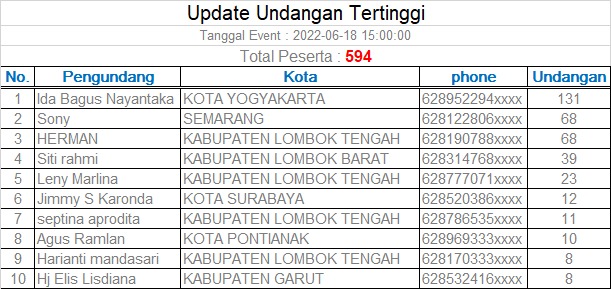 Update Undangan Tertinggi
Tanggal Event : 2022-06-18 15:00:00
Total Peserta : 594
No. Pengundang Kota phone Undangan
1 Ida Bagus Nayantaka KOTA YOGYAKARTA 628952294xxxx 131
2 Sony SEMARANG 628122806xxxx 68
3 HERMAN KABUPATEN LOMBOK TENGAH 628190788xxxx 68
4 Siti rahmi KABUPATEN LOMBOK BARAT 628314768xxxx 39
5 Leny Marlina KABUPATEN LOMBOK TENGAH 628777071xxxx 23
6 Jimmy S Karonda KOTA SURABAYA 628520386xxxx 12
7 septina aprodita KABUPATEN LOMBOK TENGAH 628786535xxxx 11
8 Agus Ramlan KOTA PONTIANAK 628969333xxxx 10
9 Harianti mandasari KABUPATEN LOMBOK TENGAH 628170333xxxx 8
10 Hj Elis Lisdiana KABUPATEN GARUT 628532416xxxx 8